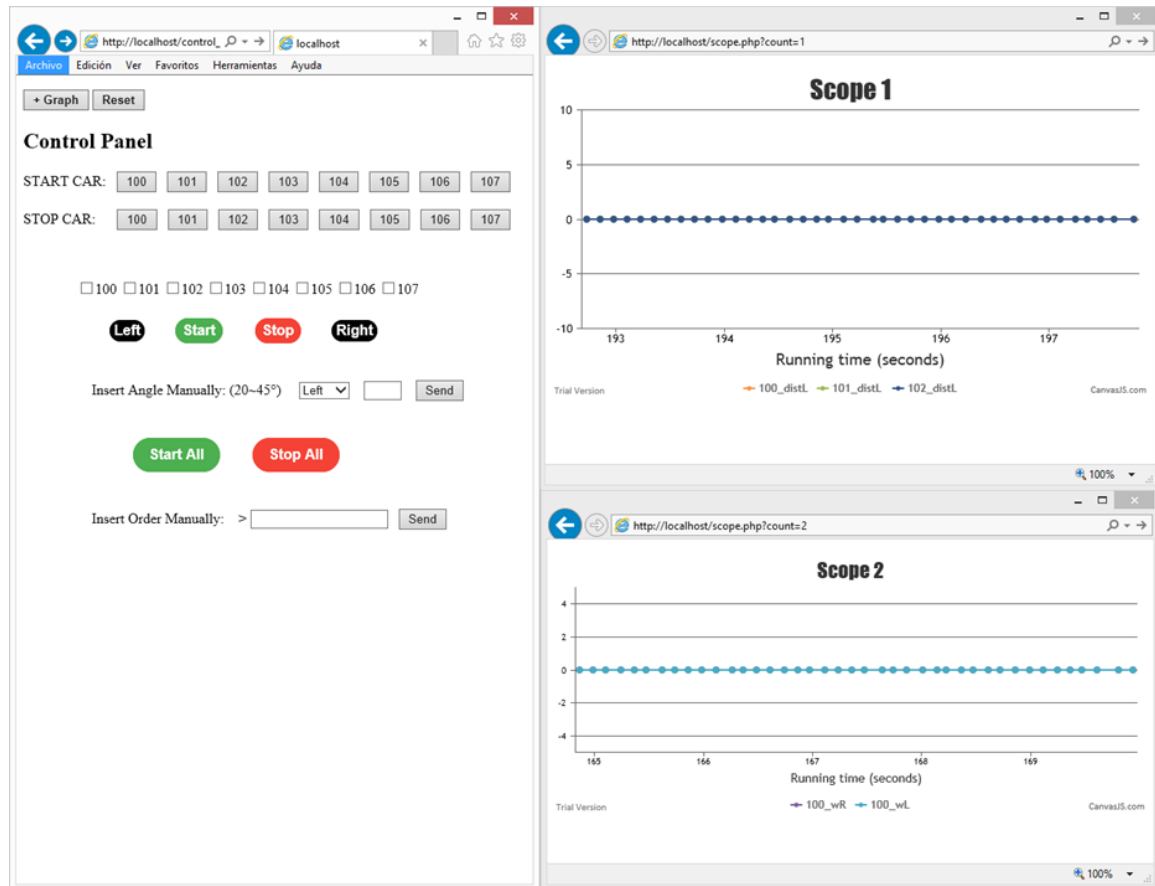 http://localhost/control_
localhost
Archivo Edición Ver Favoritos Herramientas Ayuda
+ Graph Reset
Control Panel
START CAR: 100 101 102 103 104 105 106 107
STOP CAR: 100 101 102 103 104 105 106 107
100 101 102 103 104 105 106 107
Left Start Stop Right
Insert Angle Manually: (20~45°) Left Send
Start All Stop All
Insert Order Manually: > Send
http://localhost/scope.php?count=1
Scope 1
10
5
0
-5
-10
193 194 195 196 197
Running time (seconds)
Trial Version 100_distL 101_distL 102_distL CanvasJS.com
100%
http://localhost/scope.php?count=2
Scope 2
4
2
0
-2
-4
165 166 167 168 169
Running time (seconds)
Trial Version 100_wR 100_wL CanvasJS.com
100%